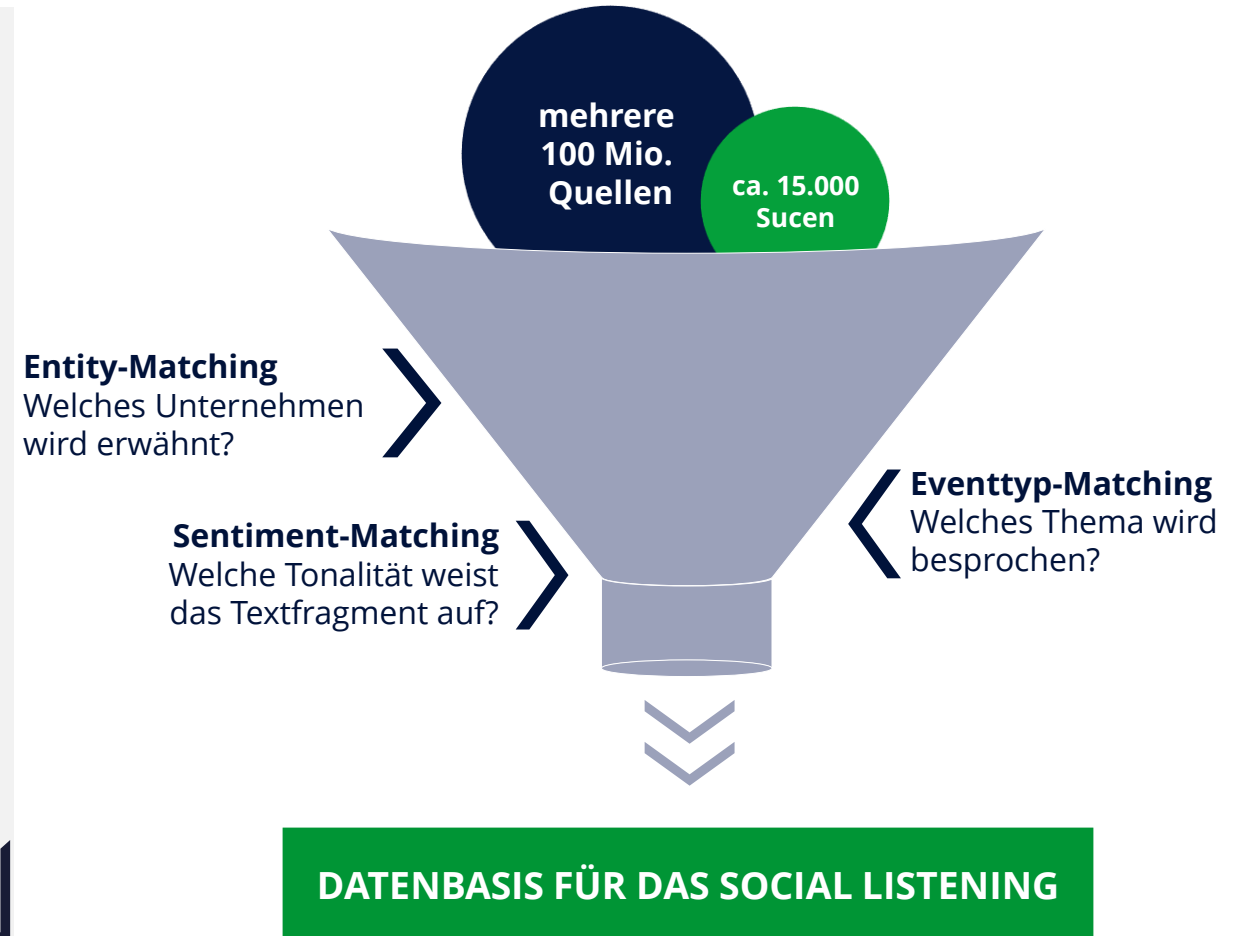 mehrere
100 Mio.
Quellen
ca. 15.000
Sucen
Entity-Matching
Welches Unternehmen
wird erwähnt?
Eventtyp-Matching
Welches Thema wird
besprochen?
Sentiment-Matching
Welche Tonalität weist
das Textfragment auf?
DATENBASIS FÜR DAS SOCIAL LISTENING